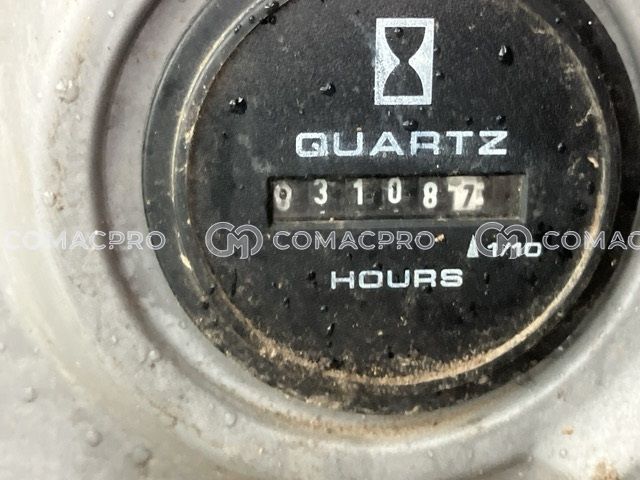 QUARTZ
031087
COMACPRO COMACPRO COMACPRO
1/10
HOURS